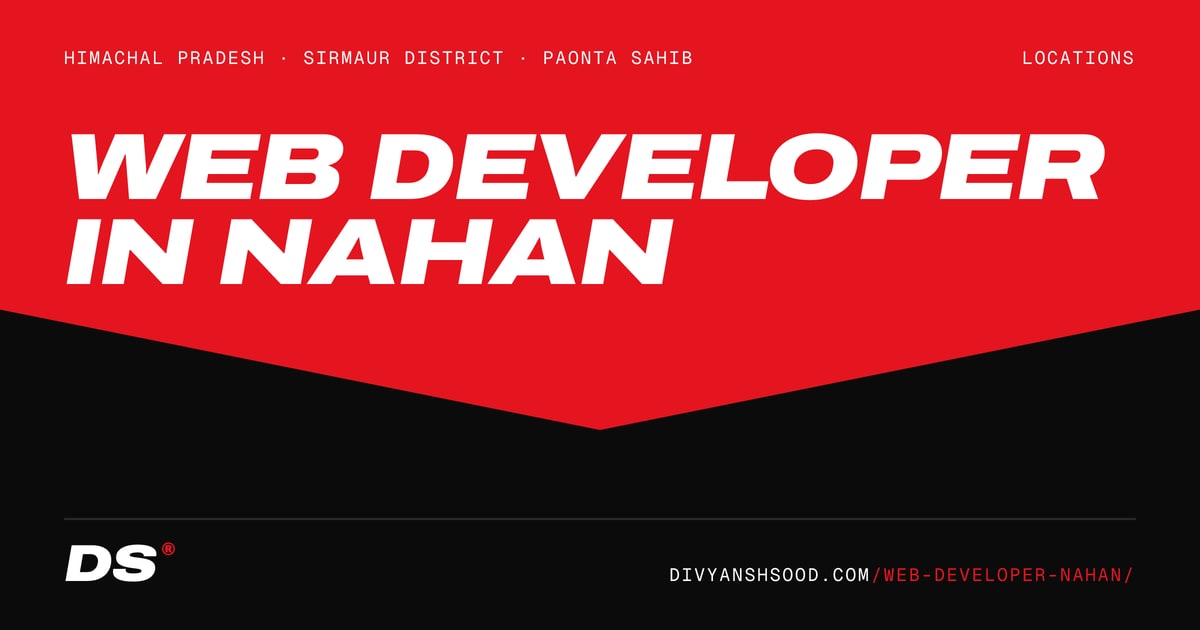 HIMACHAL PRADESH · SIRMAUR DISTRICT · PAONTA SAHIB
LOCATIONS
WEB DEVELOPER
IN NAHAN
DS®
DIVYANSHSOOD.COM/WEB-DEVELOPER-NAHAN/